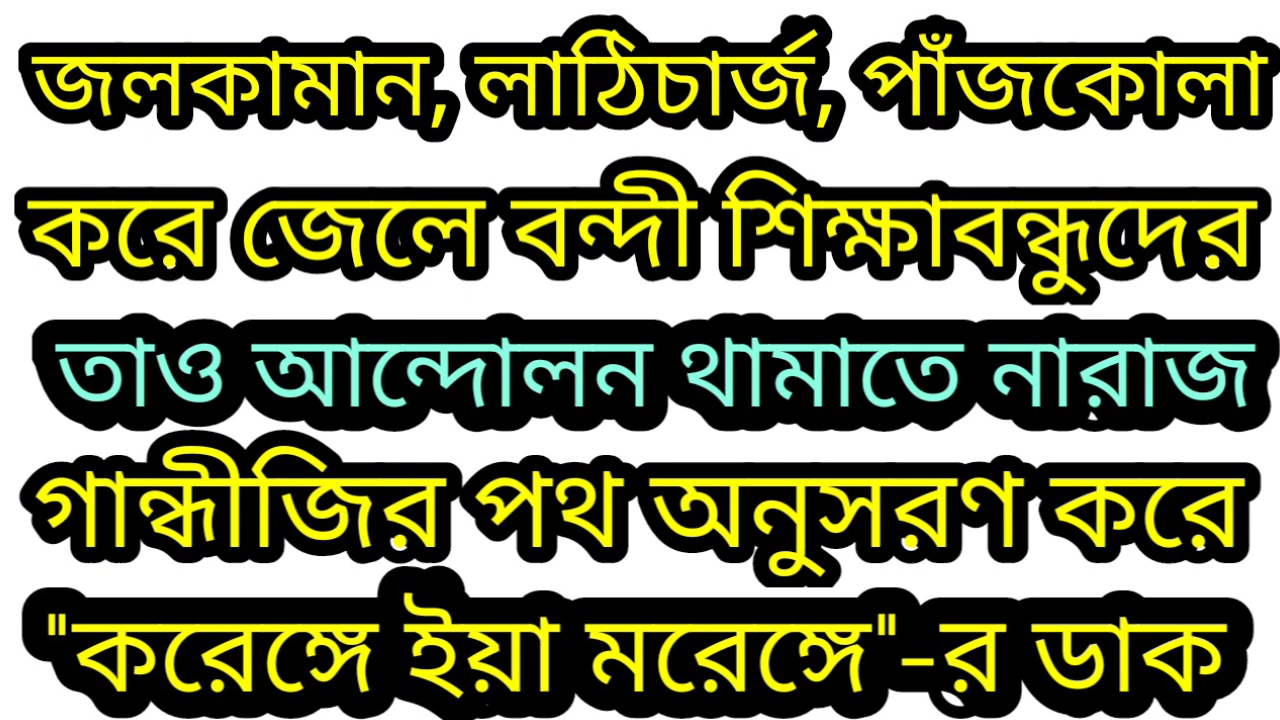 জলকামান, লাঠিচার্জ, পাঁজকোলা
করে জেলে বন্দী শিক্ষাবন্ধুদের
তাও আন্দোলন থামাতে নারাজ
গান্ধীজির পথ অনুসরণ করে
"করেঙ্গে ইয়া মরেঙ্গে"-র ডাক